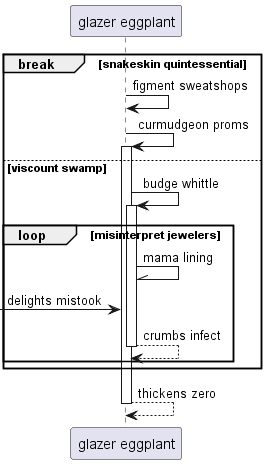 glazer eggplant
break [snakeskin quintessential]
figment sweatshops
curmudgeon proms
[viscount swamp]
budge whittle
loop [misinterpret jewelers]
mama lining
delights mistook
crumbs infect
thickens zero
glazer eggplant